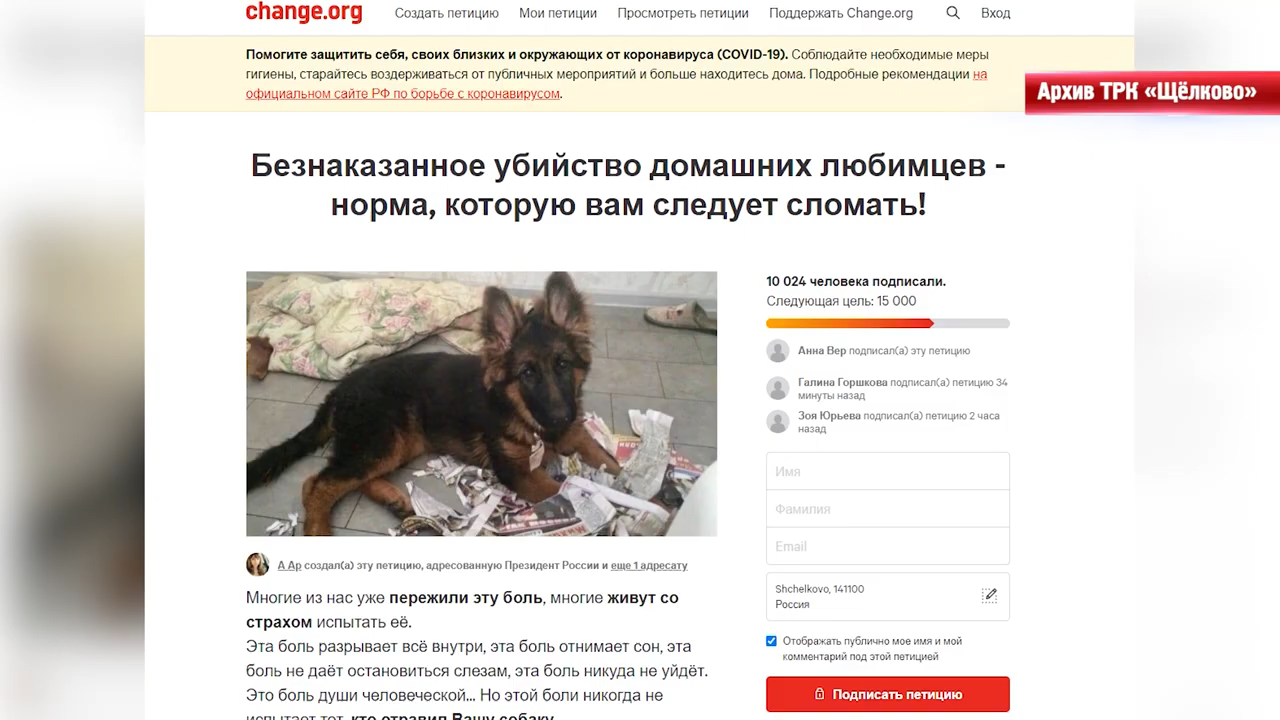 change.org
Создать петицию Мои петиции Просмотреть петиции Поддержать Change.org Вход
Помогите защитить себя, своих близких и окружающих от коронавируса (COVID-19). Соблюдайте необходимые меры
гигиены, старайтесь воздерживаться от публичных мероприятий и больше находитесь дома. Подробные рекомендации на
официальном сайте РФ по борьбе с коронавирусом.
Архив ТРК «Щёлково»
Безнаказанное убийство домашних любимцев -
норма, которую вам следует сломать!
10 024 человека подписали.
Следующая цель: 15 000
Анна Вер подписал(а) эту петицию
Галина Горшкова подписал(а) петицию 34
минуты назад
Зоя Юрьева подписал(а) петицию 2 часа
назад
Имя
Фамилия
Email
Shchelkovo, 141100
Россия
Отображать публично мое имя и мой
комментарий под этой петицией
Подписать петицию
А Ар создал(а) эту петицию, адресованную Президент России и еще 1 адресату
Многие из нас уже пережили эту боль, многие живут со
страхом испытать её.
Эта боль разрывает всё внутри, эта боль отнимает сон, эта
боль не даёт остановиться слезам, эта боль никуда не уйдёт.
Это боль души человеческой... Но этой боли никогда не
испытает тот, кто отравил Вашу собаку.